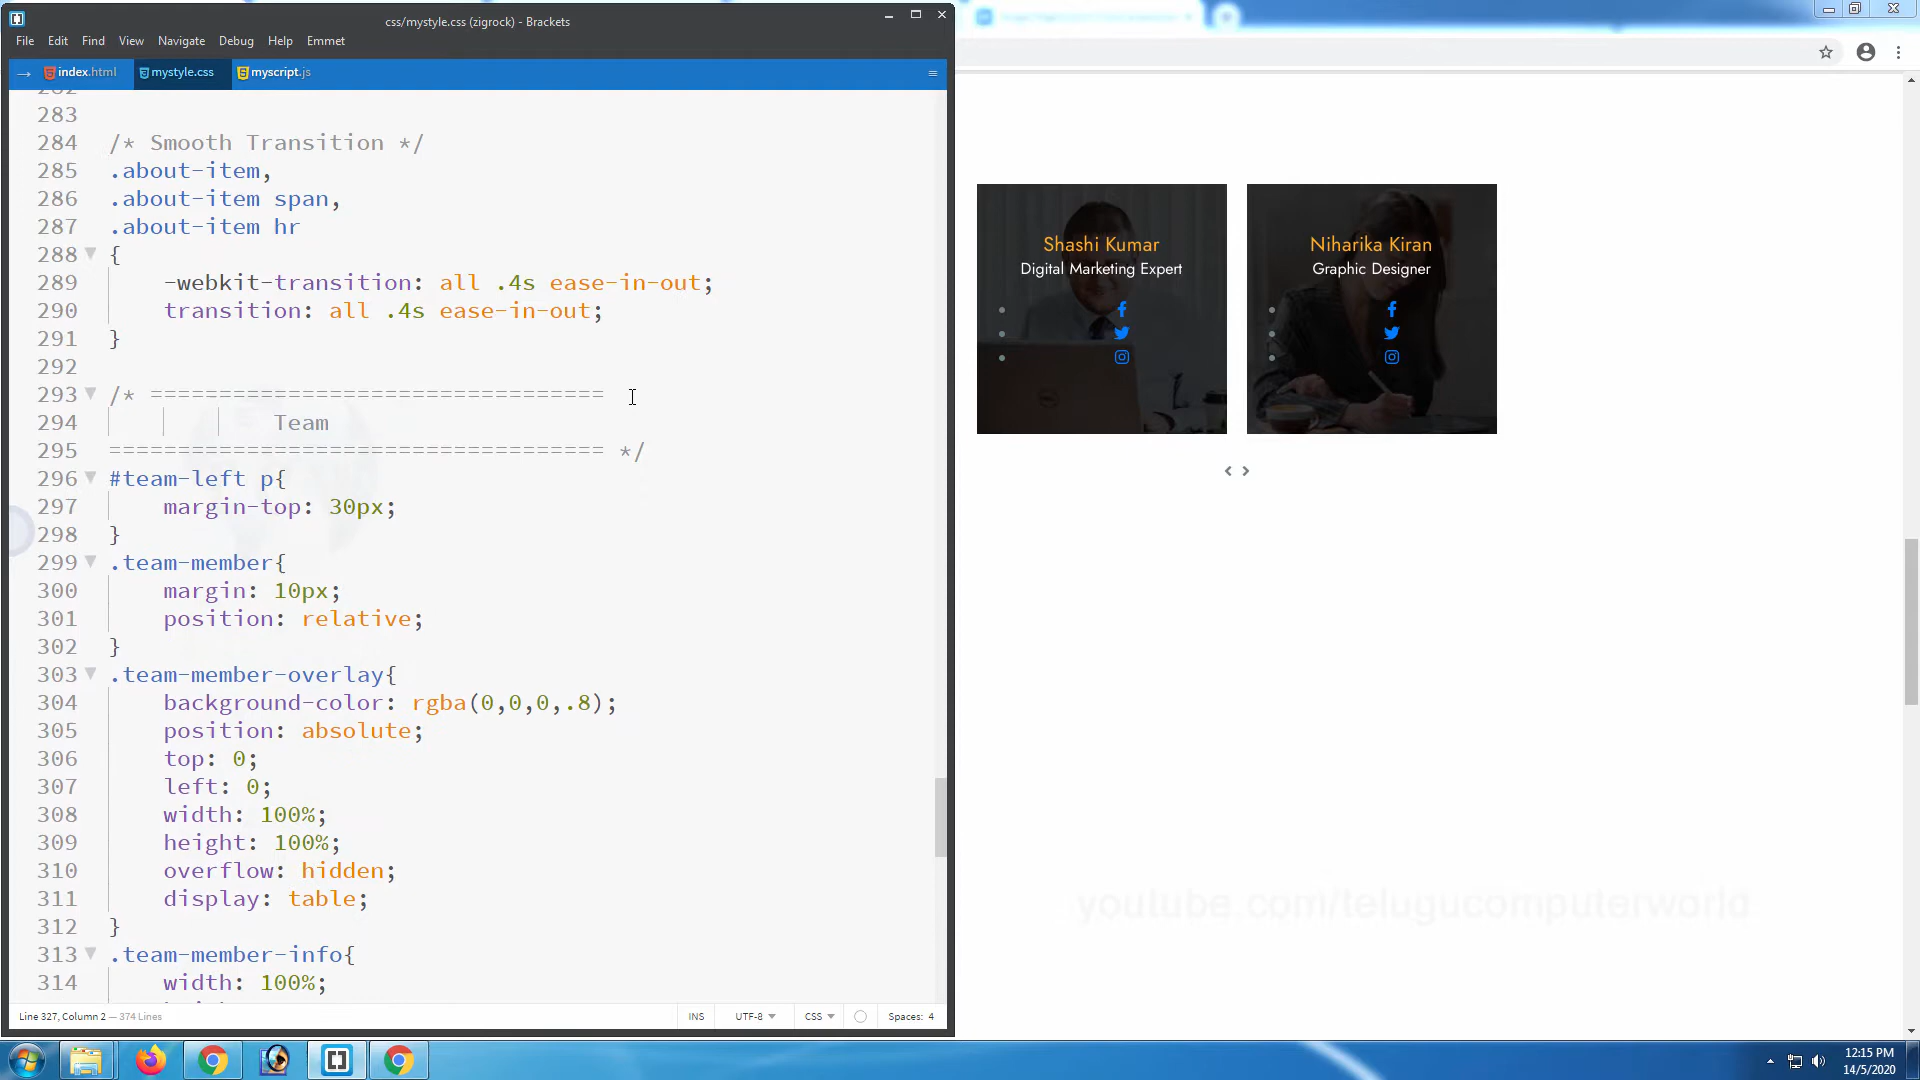 css/mystyle.css (zigrock) - Brackets
File Edit Find View Navigate Debug Help Emmet
index.html mystyle.css myscript.js
282
283
284 /* Smooth Transition */
285 .about-item,
286 .about-item span,
287 .about-item hr
288 {
289 -webkit-transition: all .4s ease-in-out;
290 transition: all .4s ease-in-out;
291 }
292
293 /* =================================
294 Team
295 ==================================== */
296 #team-left p{
297 margin-top: 30px;
298 }
299 .team-member{
300 margin: 10px;
301 position: relative;
302 }
303 .team-member-overlay{
304 background-color: rgba(0,0,0,.8);
305 position: absolute;
306 top: 0;
307 left: 0;
308 width: 100%;
309 height: 100%;
310 overflow: hidden;
311 display: table;
312 }
313 .team-member-info{
314 width: 100%;
Line 327, Column 2 — 374 Lines
INS UTF-8 CSS Spaces: 4
Shashi Kumar
Digital Marketing Expert
Niharika Kiran
Graphic Designer
youtube.com/telugucomputerworld
12:15 PM
14/5/2020